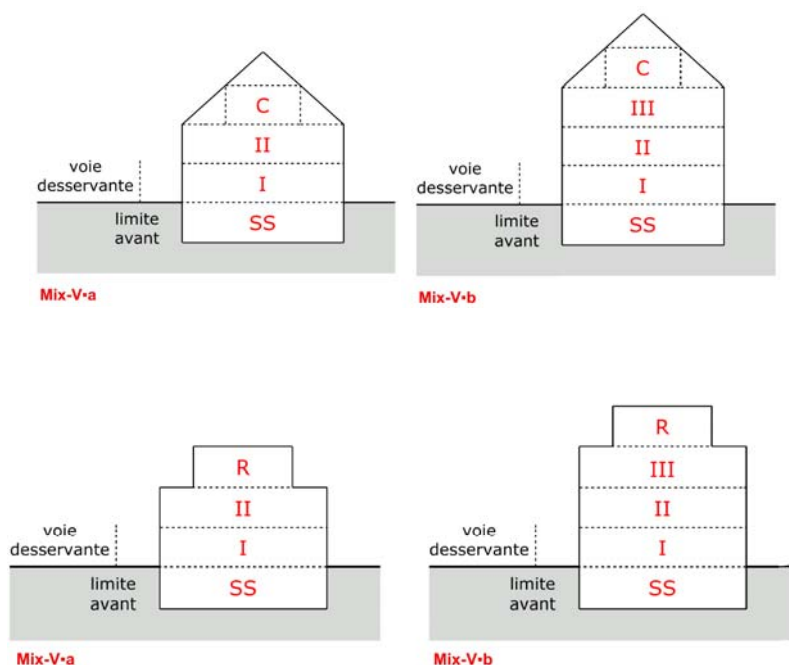 C
II
I
SS
voie
desservante
limite
avant
Mix-V•a
C
III
II
I
SS
voie
desservante
limite
avant
Mix-V•b
R
II
I
SS
voie
desservante
limite
avant
Mix-V•a
R
III
II
I
SS
voie
desservante
limite
avant
Mix-V•b